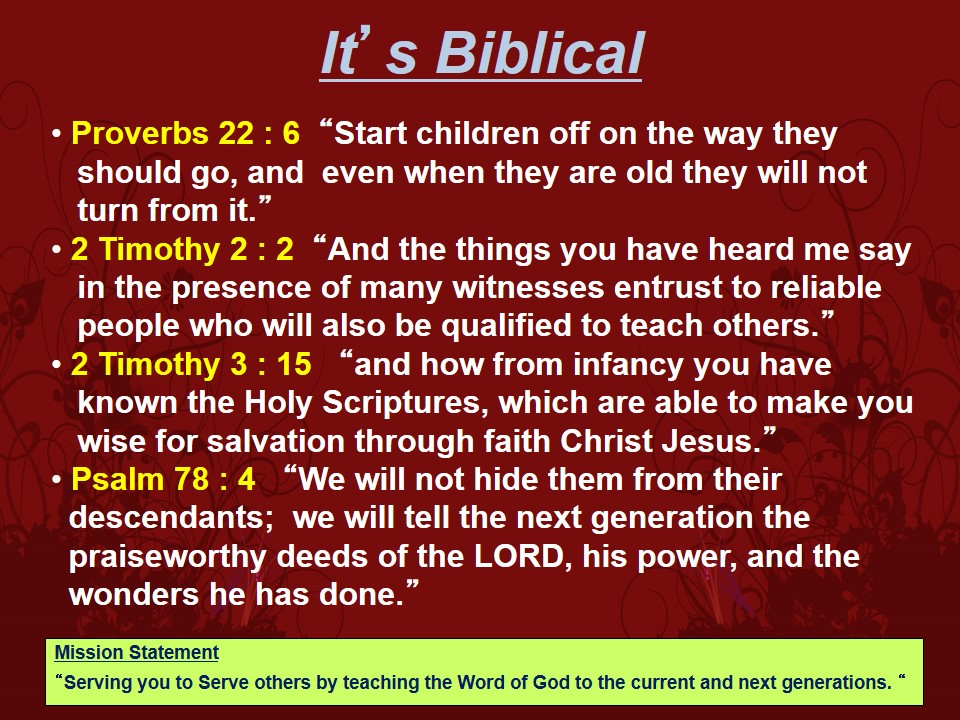 It’s Biblical
• Proverbs 22 : 6 “Start children off on the way they
should go, and even when they are old they will not
turn from it.”
• 2 Timothy 2 : 2 “And the things you have heard me say
in the presence of many witnesses entrust to reliable
people who will also be qualified to teach others.”
• 2 Timothy 3 : 15 “and how from infancy you have
known the Holy Scriptures, which are able to make you
wise for salvation through faith Christ Jesus.”
• Psalm 78 : 4 “We will not hide them from their
descendants; we will tell the next generation the
praiseworthy deeds of the LORD, his power, and the
wonders he has done.”
Mission Statement
“Serving you to Serve others by teaching the Word of God to the current and next generations. “